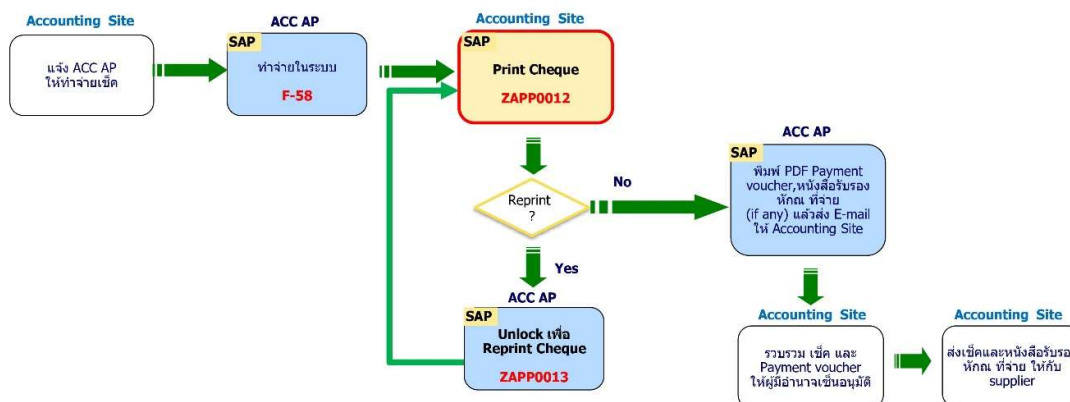 Accounting Site
แจ้ง ACC AP
ให้ทำจ่ายเช็ค
ACC AP
SAP
ทำจ่ายในระบบ
F-58
Accounting Site
SAP
Print Cheque
ZAPP0012
Reprint
?
No
Yes
ACC AP
SAP
Unlock เพื่อ
Reprint Cheque
ZAPP0013
ACC AP
SAP
พิมพ์ PDF Payment
voucher,หนังสือรับรอง
หักณ ที่จ่าย
(if any) แล้วส่ง E-mail
ให้ Accounting Site
Accounting Site
รวบรวม เช็ค และ
Payment voucher
ให้ผู้มีอำนาจเซ็นอนุมัติ
Accounting Site
ส่งเช็คและหนังสือรับรอ
หักณ ที่จ่าย ให้กับ
supplier